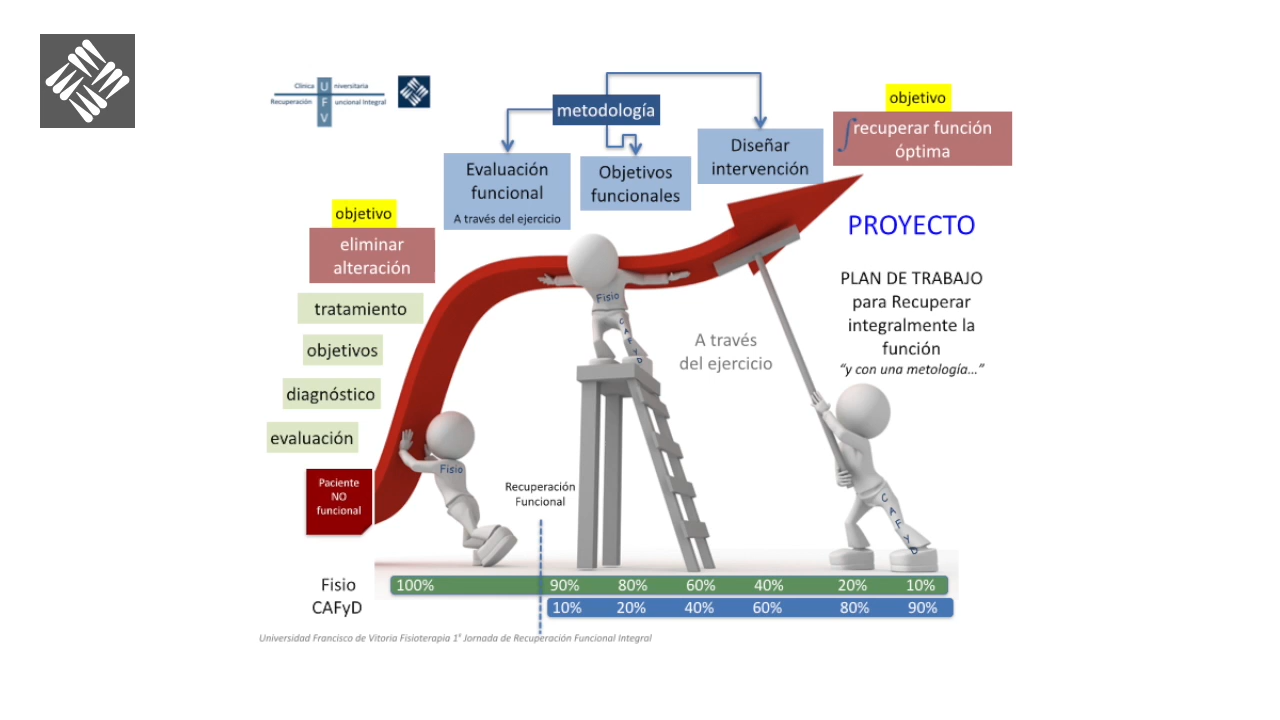 Clínica Universitaria
Recuperación Funcional Integral
V
metodología
Evaluación
funcional
A través del ejercicio
Objetivos
funcionales
Diseñar
intervención
objetivo
∫recuperar función
óptima
objetivo
eliminar
alteración
tratamiento
objetivos
diagnóstico
evaluación
Paciente
NO
funcional
Fisio
Fisio
CAFyD
A través
del ejercicio
PROYECTO
PLAN DE TRABAJO
para Recuperar
integralmente la
función
“y con una metología...”
CAFyD
Recuperación
Funcional
Fisio 100% 90% 80% 60% 40% 20% 10%
CAFyD 10% 20% 40% 60% 80% 90%
Universidad Francisco de Vitoria Fisioterapia 1ª Jornada de Recuperación Funcional Integral